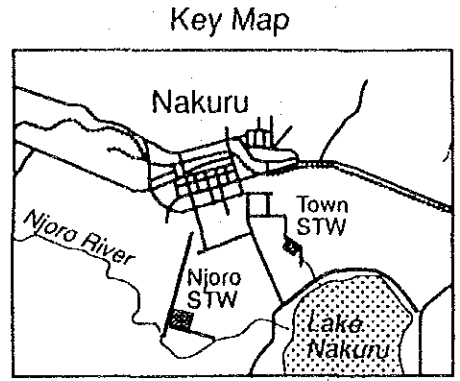 Key Map
Nakuru
Town
STW
Njoro River
Njoro
STW
Lake
Nakuru